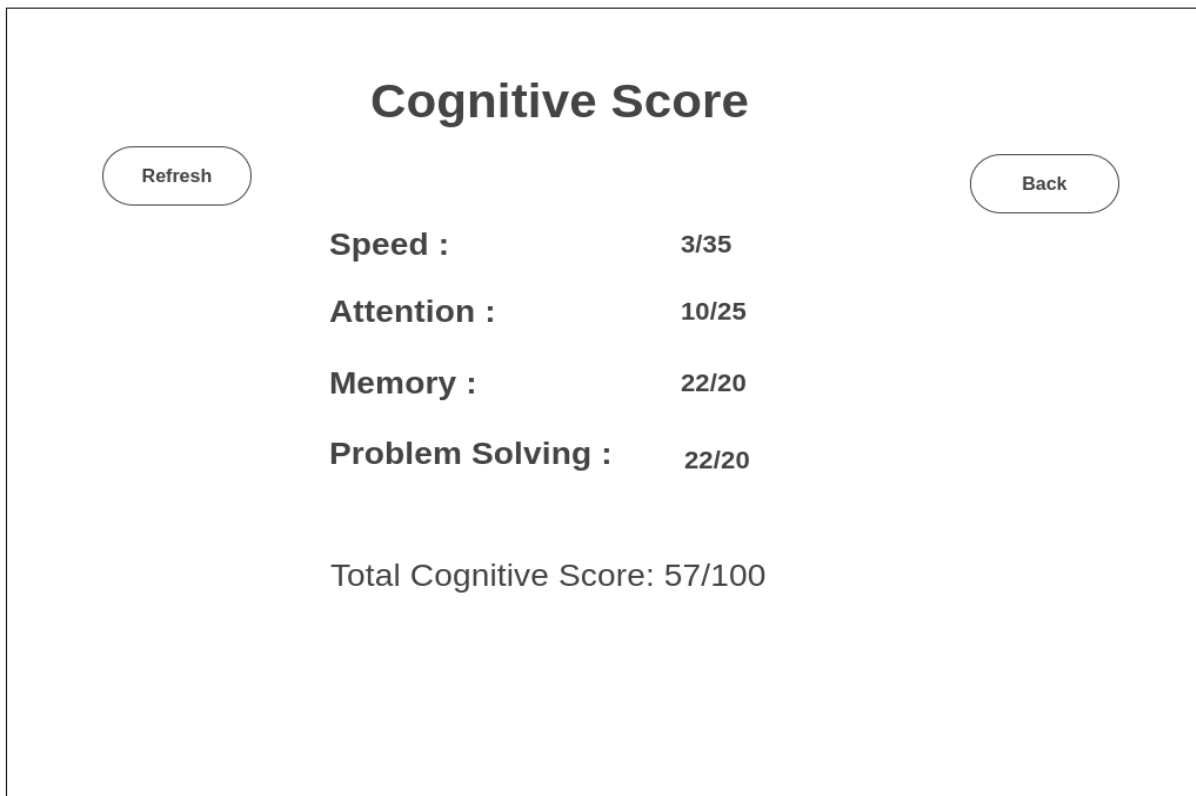 Cognitive Score
Refresh
Back
Speed : 3/35
Attention : 10/25
Memory : 22/20
Problem Solving : 22/20
Total Cognitive Score: 57/100